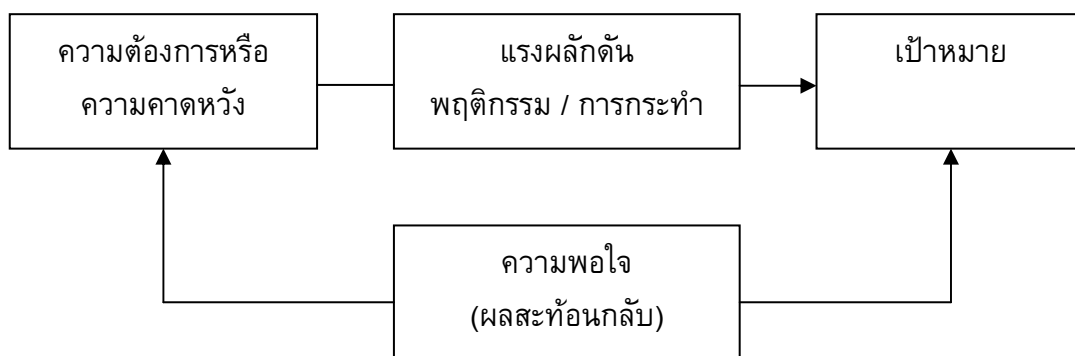 ความต้องการหรือ
ความคาดหวัง
แรงผลักดัน
พฤติกรรม / การกระทำ
เป้าหมาย
ความพอใจ
(ผลสะท้อนกลับ)